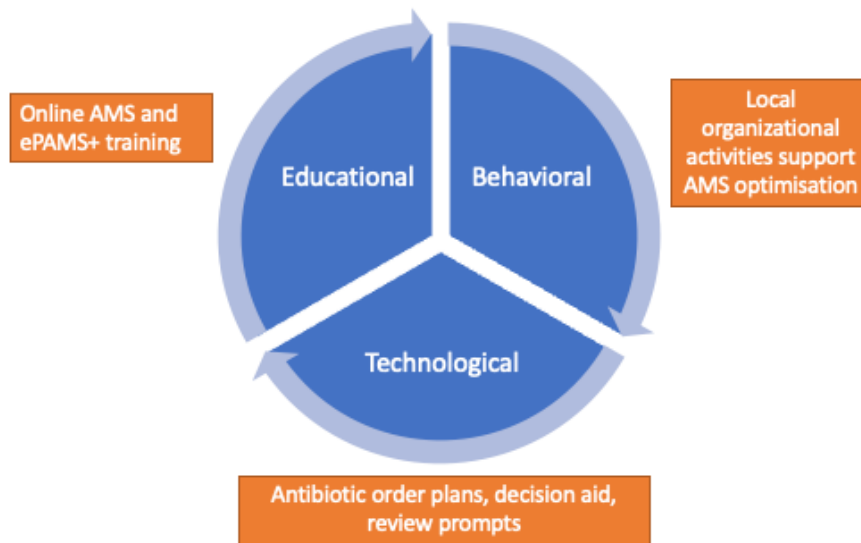 Online AMS and
ePAMS+ training
Educational
Behavioral
Local
organizational
activities support
AMS optimisation
Technological
Antibiotic order plans, decision aid,
review prompts